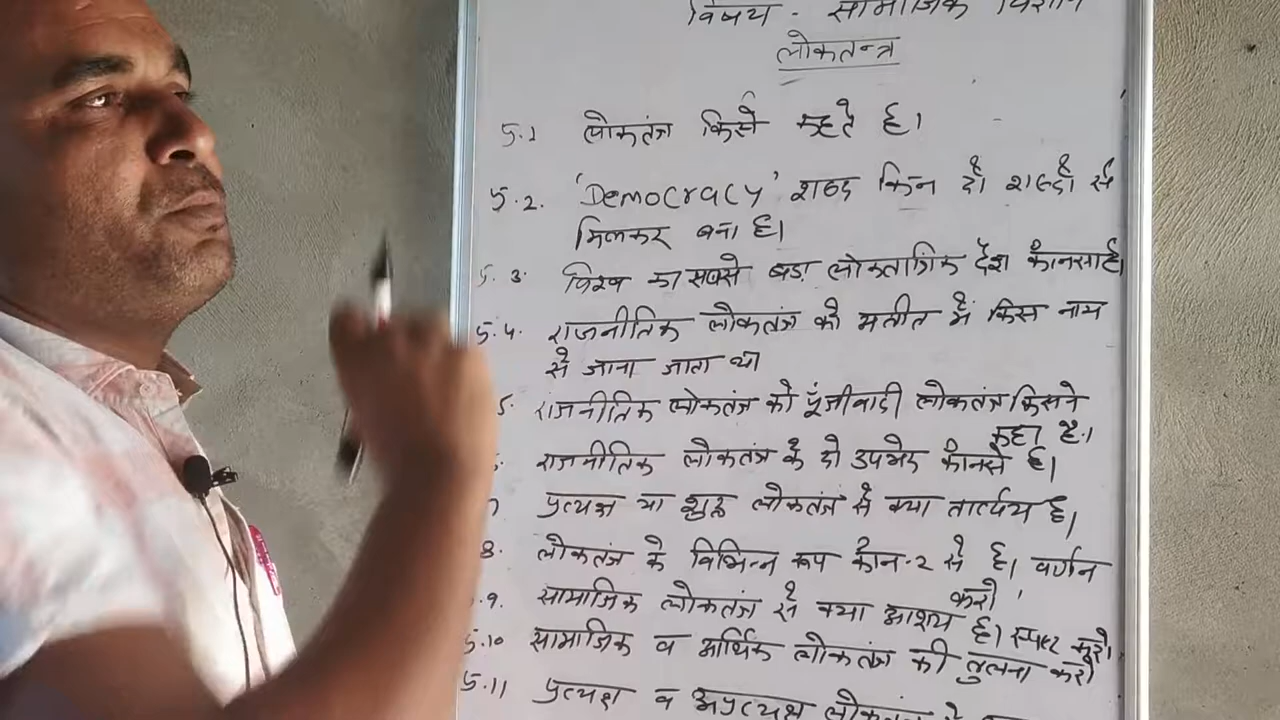 विषय - सामाजिक
लोकतन्त्र
5.1 लोकतंत्र किसे कहते है।
5.2. 'Democracy' शब्द किन दो शब्दों से
मिलकर बना है।
5.3. विश्व का सबसे बड़ा लोकतांत्रिक देश कौनसा है।
5.4. राजनीतिक लोकतंत्र को अतीत में किस नाम
से जाना जाता था
5. राजनीतिक लोकतंत्र को पूंजीवादी लोकतंत्र किसने
कहा है।
राजनीतिक लोकतंत्र के दो उपभेद कौनसे है।
प्रत्यक्ष या शुद्ध लोकतंत्र से क्या तार्त्पय है।
8. लोकतंत्र के विभिन्न रूप कौन-2 से है। वर्णन
करो।
.9. सामाजिक लोकतंत्र से क्या आशय है। स्पष्ट करो।
5.10 सामाजिक व आर्थिक लोकतंत्र की तुलना करो
5.11 प्रत्यक्ष व अप्रत्यक्ष लोकतंत्र